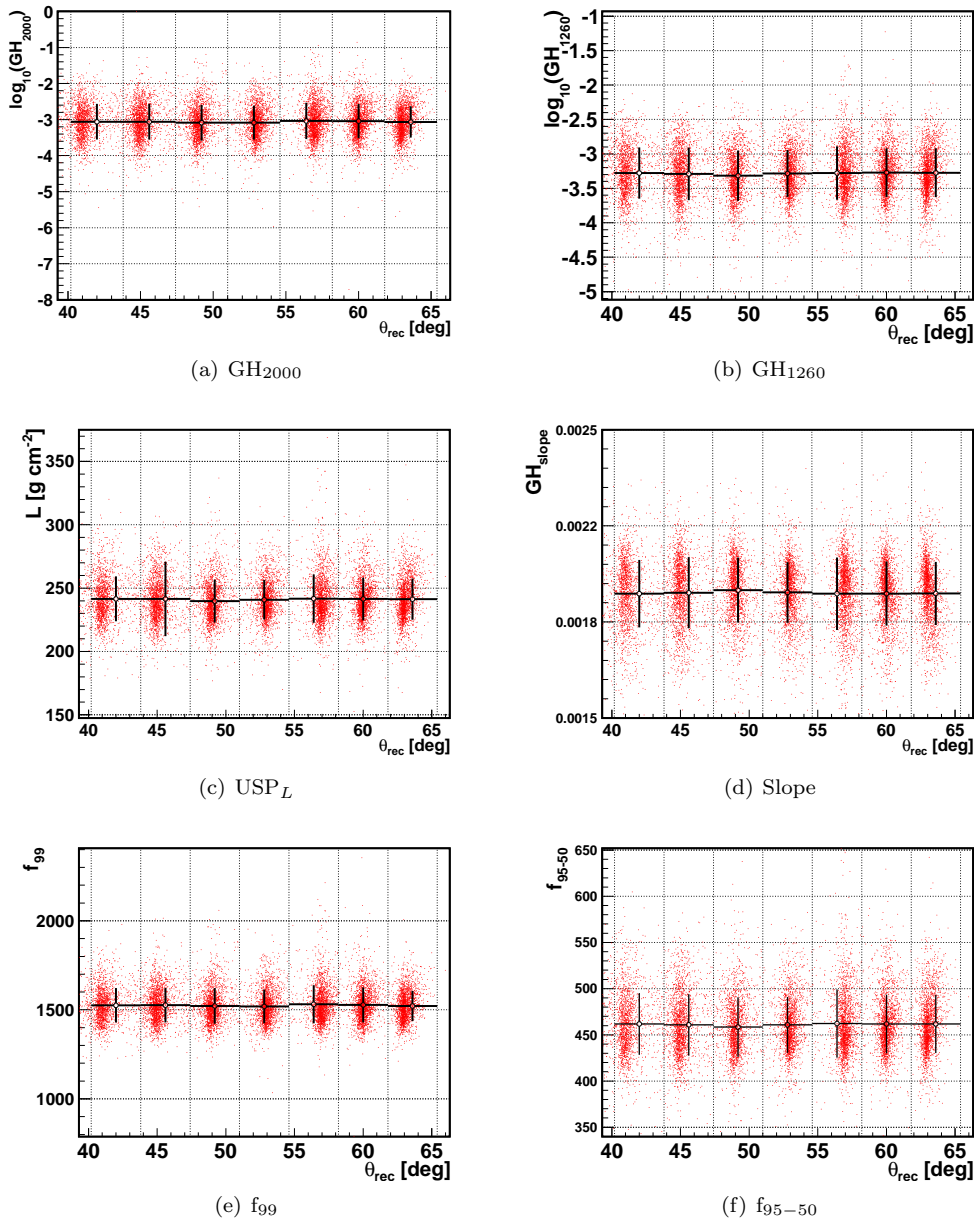 log10(GH2000)
0
-1
-2
-3
-4
-5
-6
-7
-8
40 45 50 55 60 65
θrec [deg]
(a) GH2000
log10(GH1260)
-1
-1.5
-2
-2.5
-3
-3.5
-4
-4.5
-5
40 45 50 55 60 65
θrec [deg]
(b) GH1260
L [g cm-2]
350
300
250
200
150
40 45 50 55 60 65
θrec [deg]
(c) USPL
GHslope
0.0025
0.0022
0.0018
0.0015
40 45 50 55 60 65
θrec [deg]
(d) Slope
f99
2000
1500
1000
40 45 50 55 60 65
θrec [deg]
(e) f99
f95-50
650
600
550
500
450
400
350
40 45 50 55 60 65
θrec [deg]
(f) f95−50